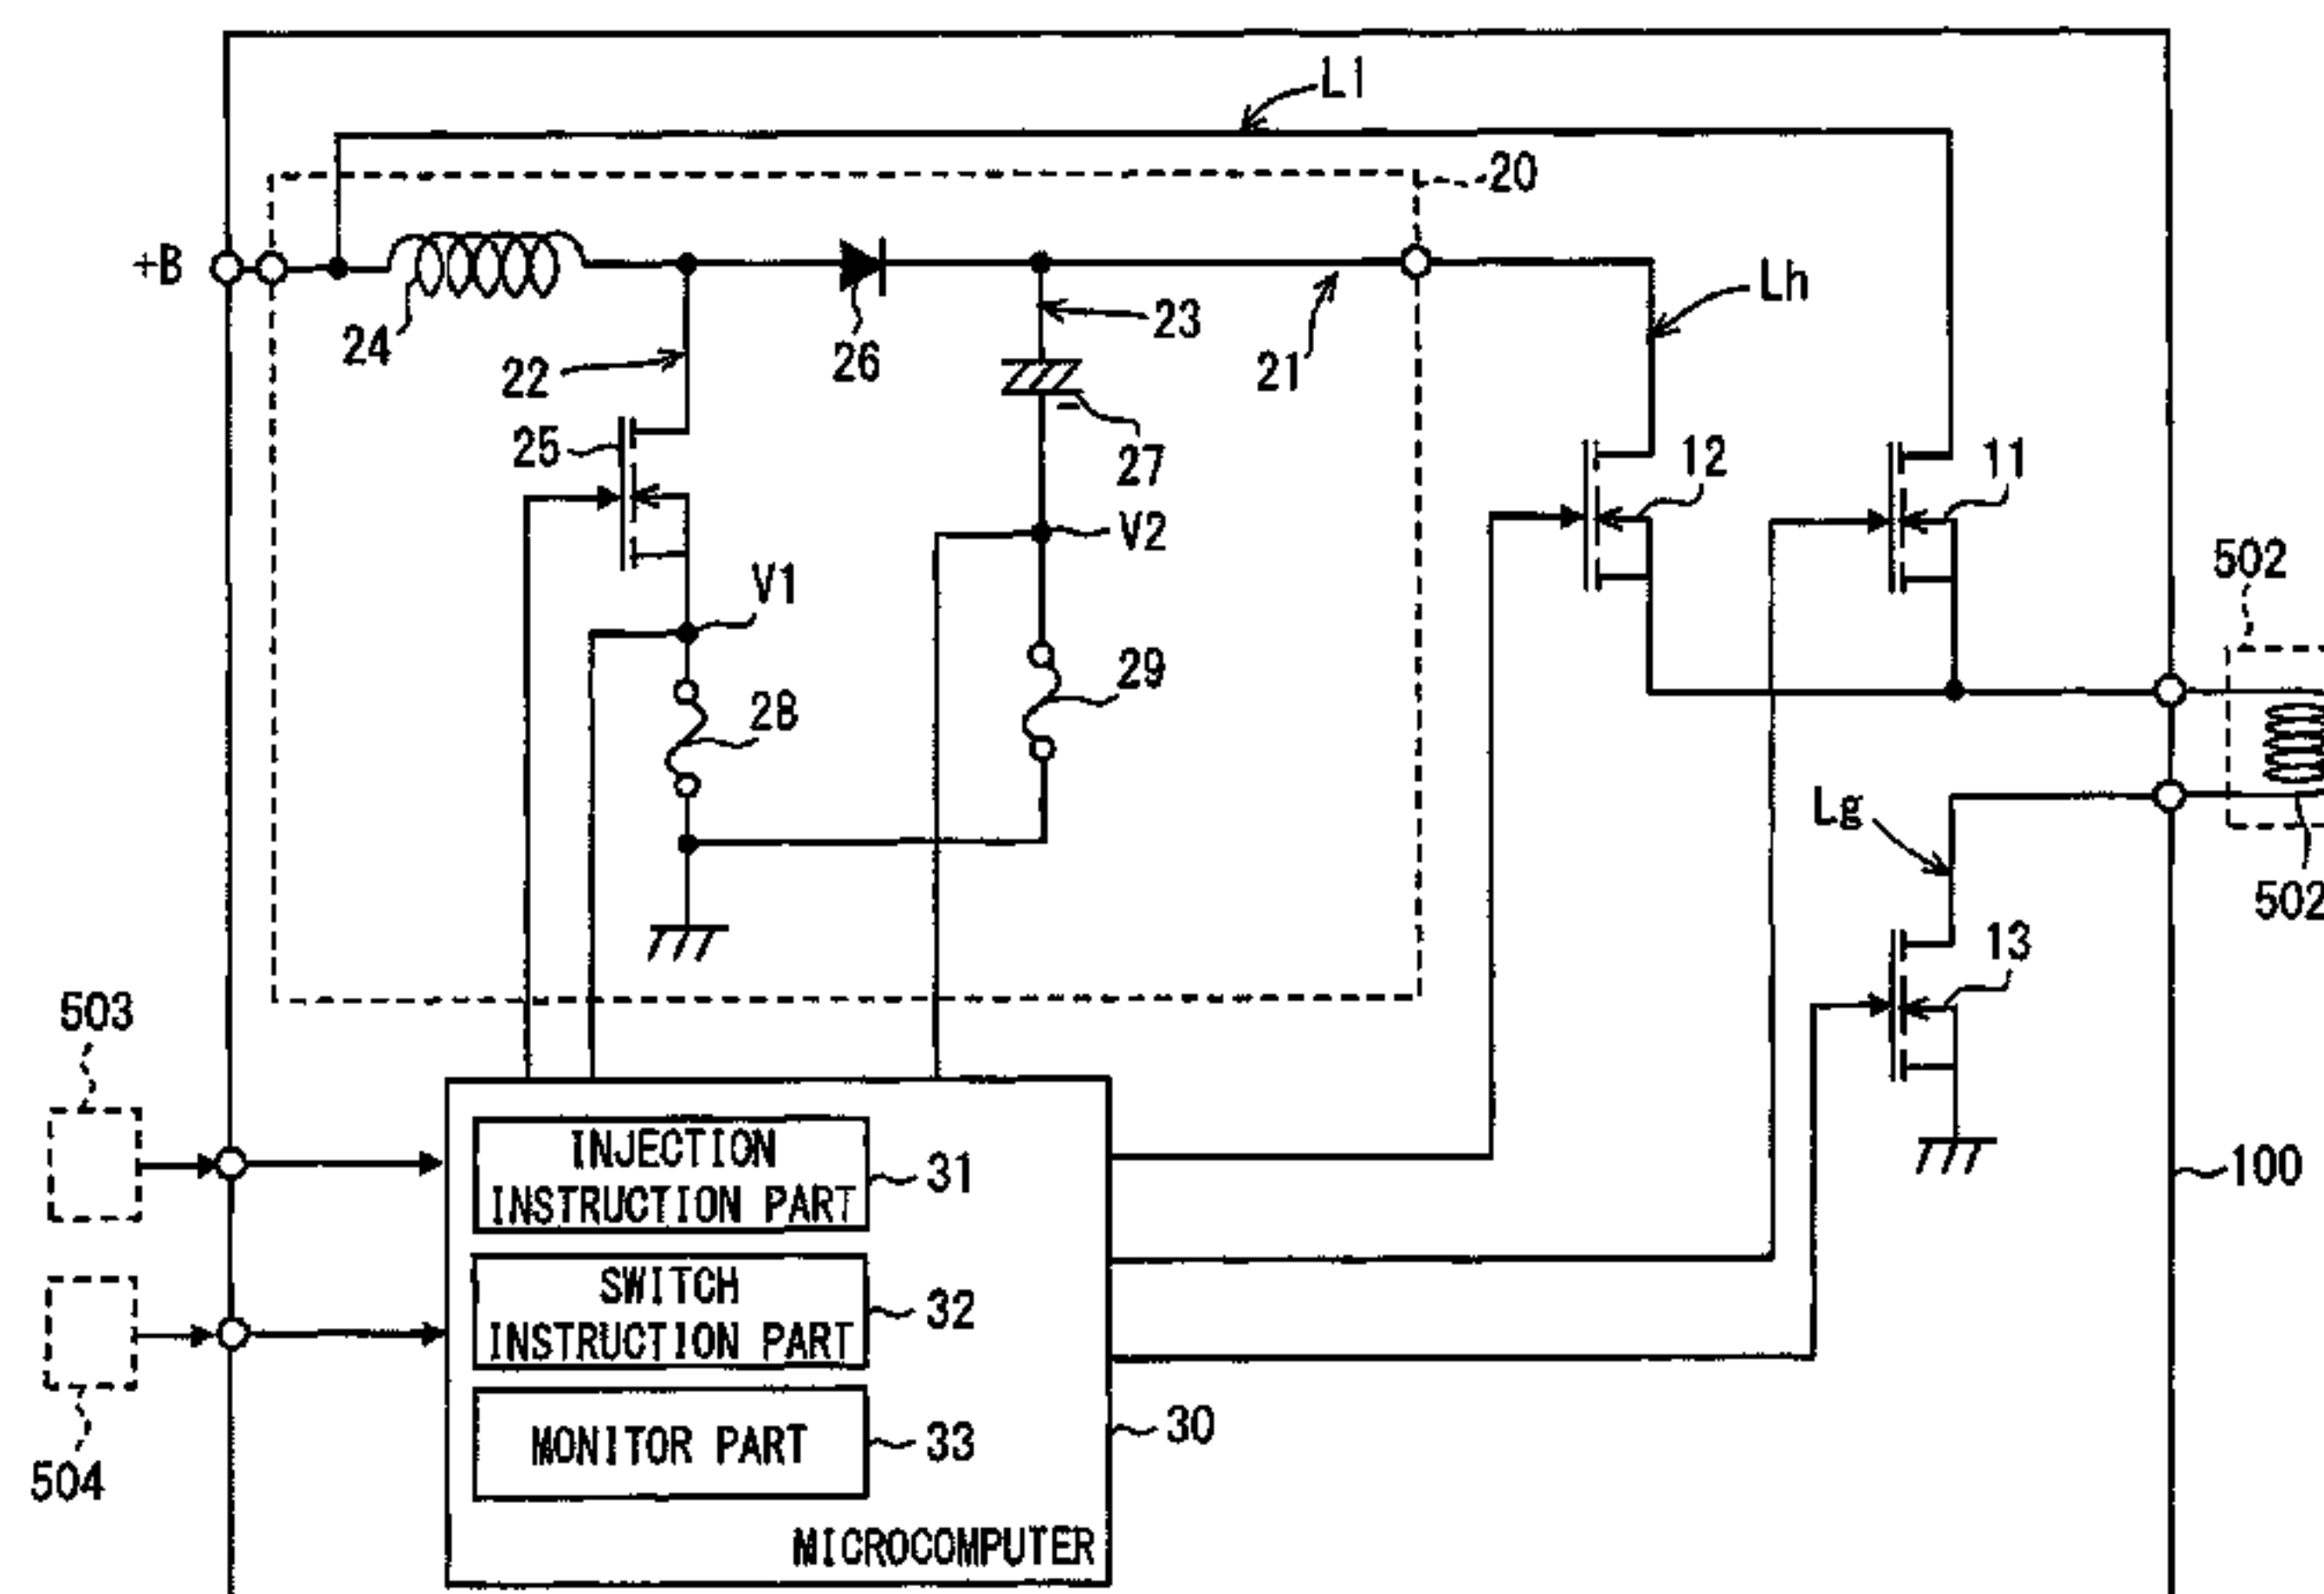 L1
20
+B
Lh
24
22
26
23
21
25
27
12
11
V2
V1
502
28
29
Lg
502
13
503
100
INJECTION
INSTRUCTION PART
31
SWITCH
INSTRUCTION PART
32
MONITOR PART
33
30
504
MICROCOMPUTER